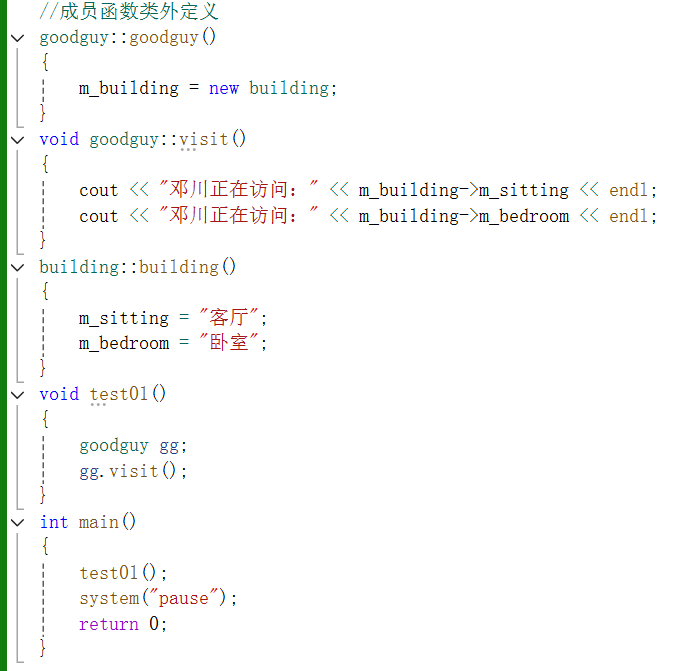 //成员函数类外定义
goodguy::goodguy()
{
m_building = new building;
}
void goodguy::visit()
{
cout << "邓川正在访问：" << m_building->m_sitting << endl;
cout << "邓川正在访问：" << m_building->m_bedroom << endl;
}
building::building()
{
m_sitting = "客厅";
m_bedroom = "卧室";
}
void test01()
{
goodguy gg;
gg.visit();
}
int main()
{
test01();
system("pause");
return 0;
}